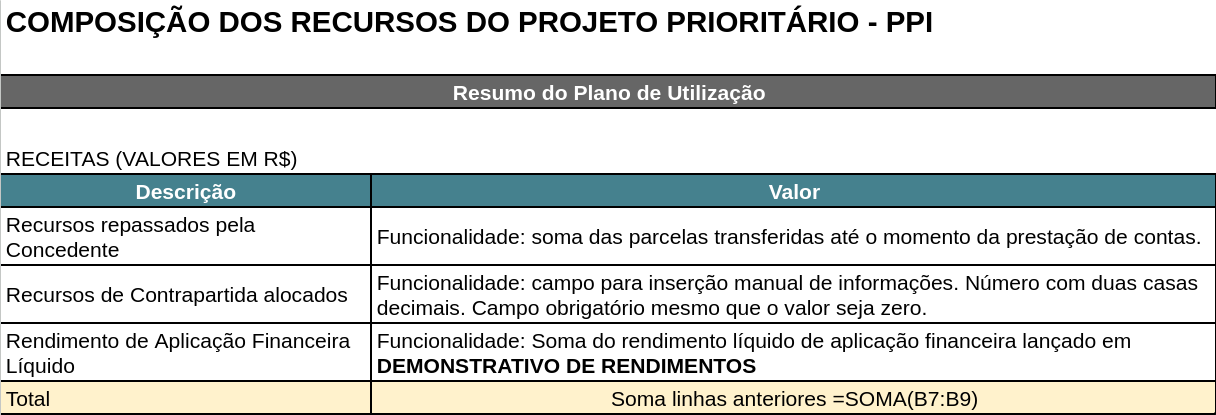 COMPOSIÇÃO DOS RECURSOS DO PROJETO PRIORITÁRIO - PPI
Resumo do Plano de Utilização
RECEITAS (VALORES EM R$)
Descrição
Valor
Recursos repassados pela
Concedente
Funcionalidade: soma das parcelas transferidas até o momento da prestação de contas.
Recursos de Contrapartida alocados
Funcionalidade: campo para inserção manual de informações. Número com duas casas
decimais. Campo obrigatório mesmo que o valor seja zero.
Rendimento de Aplicação Financeira
Líquido
Funcionalidade: Soma do rendimento líquido de aplicação financeira lançado em
DEMONSTRATIVO DE RENDIMENTOS
Total
Soma linhas anteriores =SOMA(B7:B9)